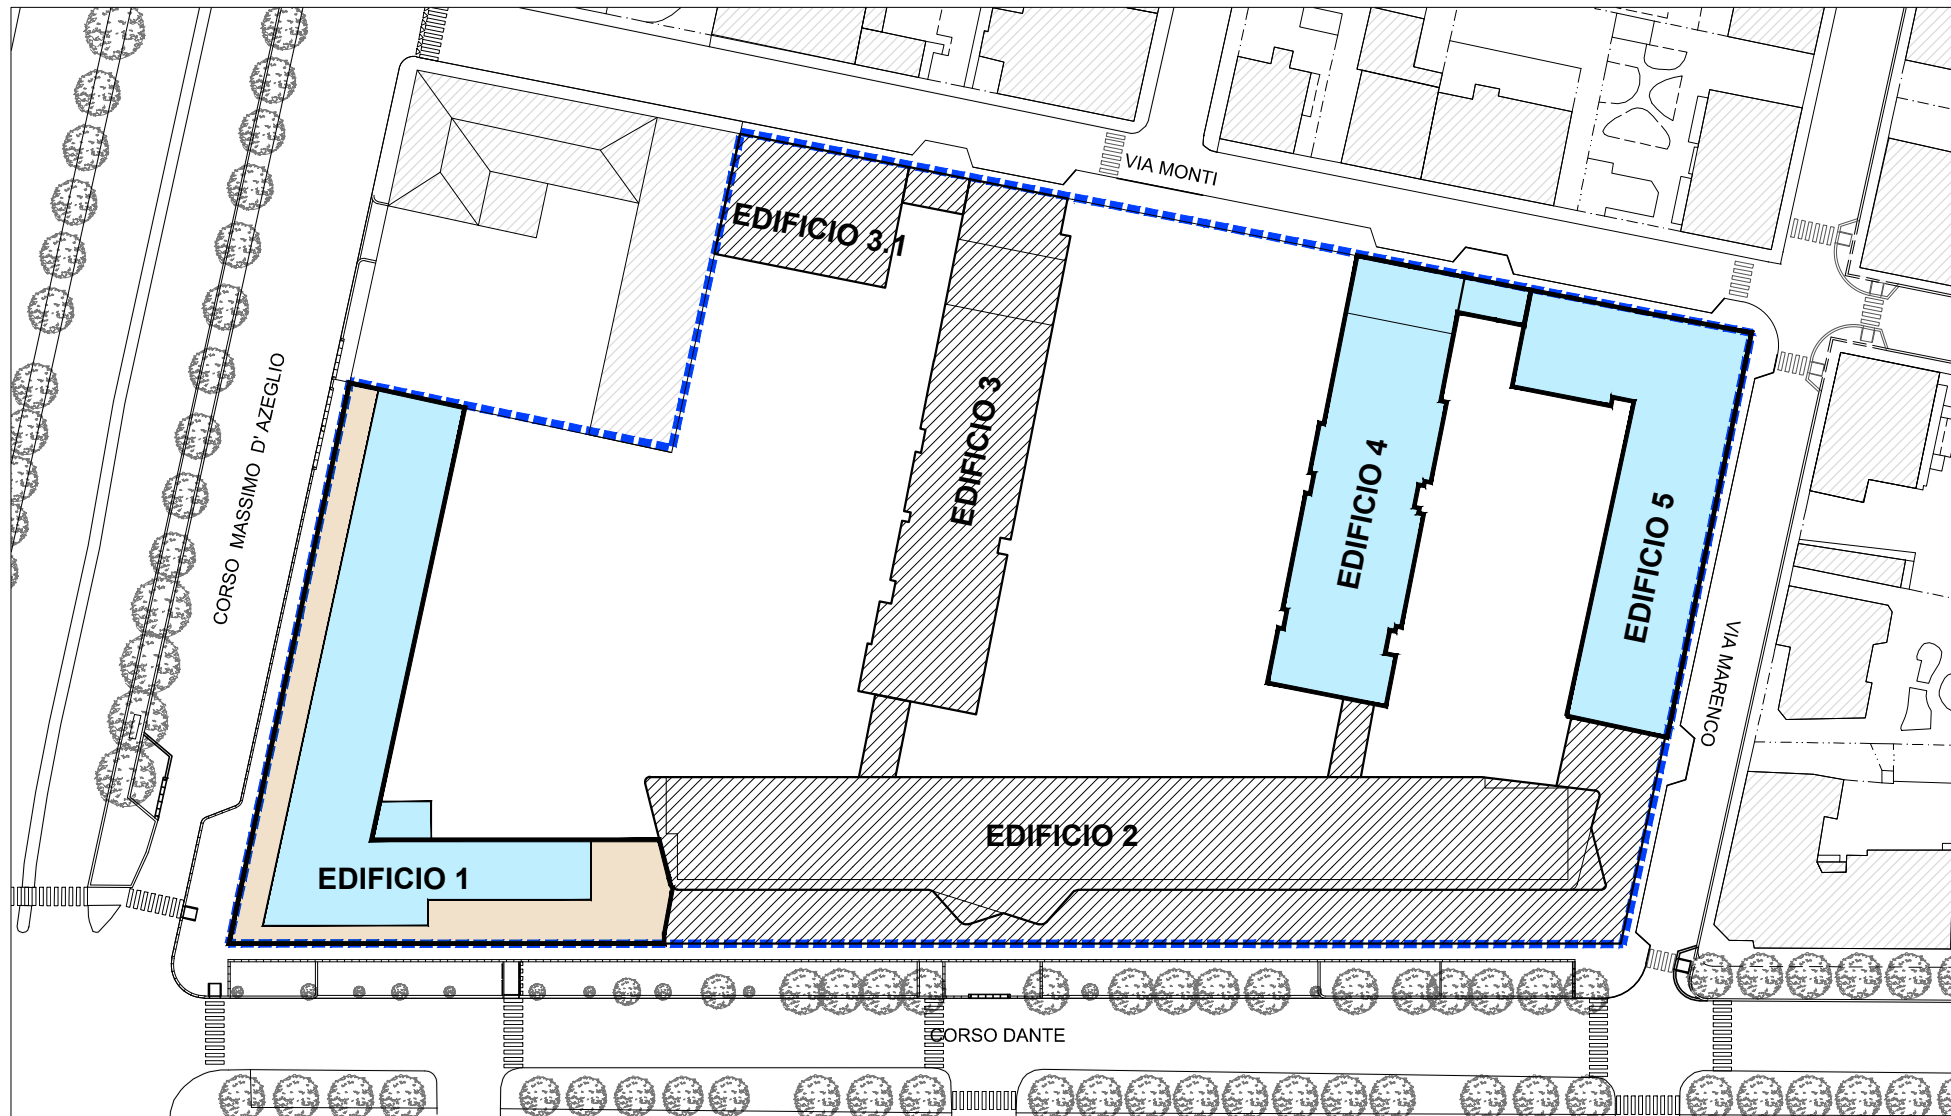 VIA MONTI
EDIFICIO 3.1
CORSO MASSIMO D' AZEGLIO
EDIFICIO 3
EDIFICIO 4
EDIFICIO 5
VIA MARENCO
EDIFICIO 2
EDIFICIO 1
CORSO DANTE